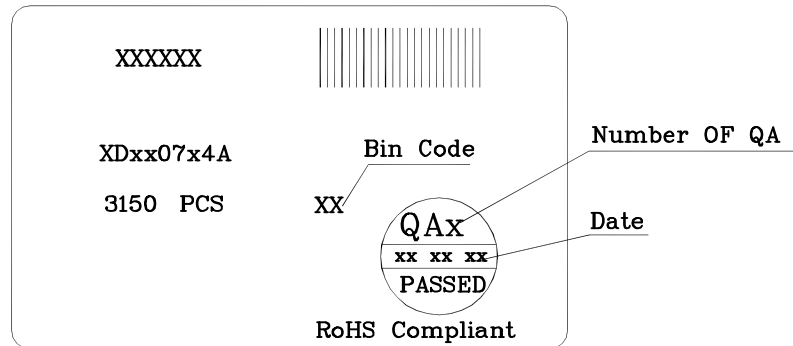 XXXXXX
XDxx07x4A
Bin Code
Number OF QA
3150 PCS
XX
QAx
Date
xx xx xx
PASSED
RoHS Compliant